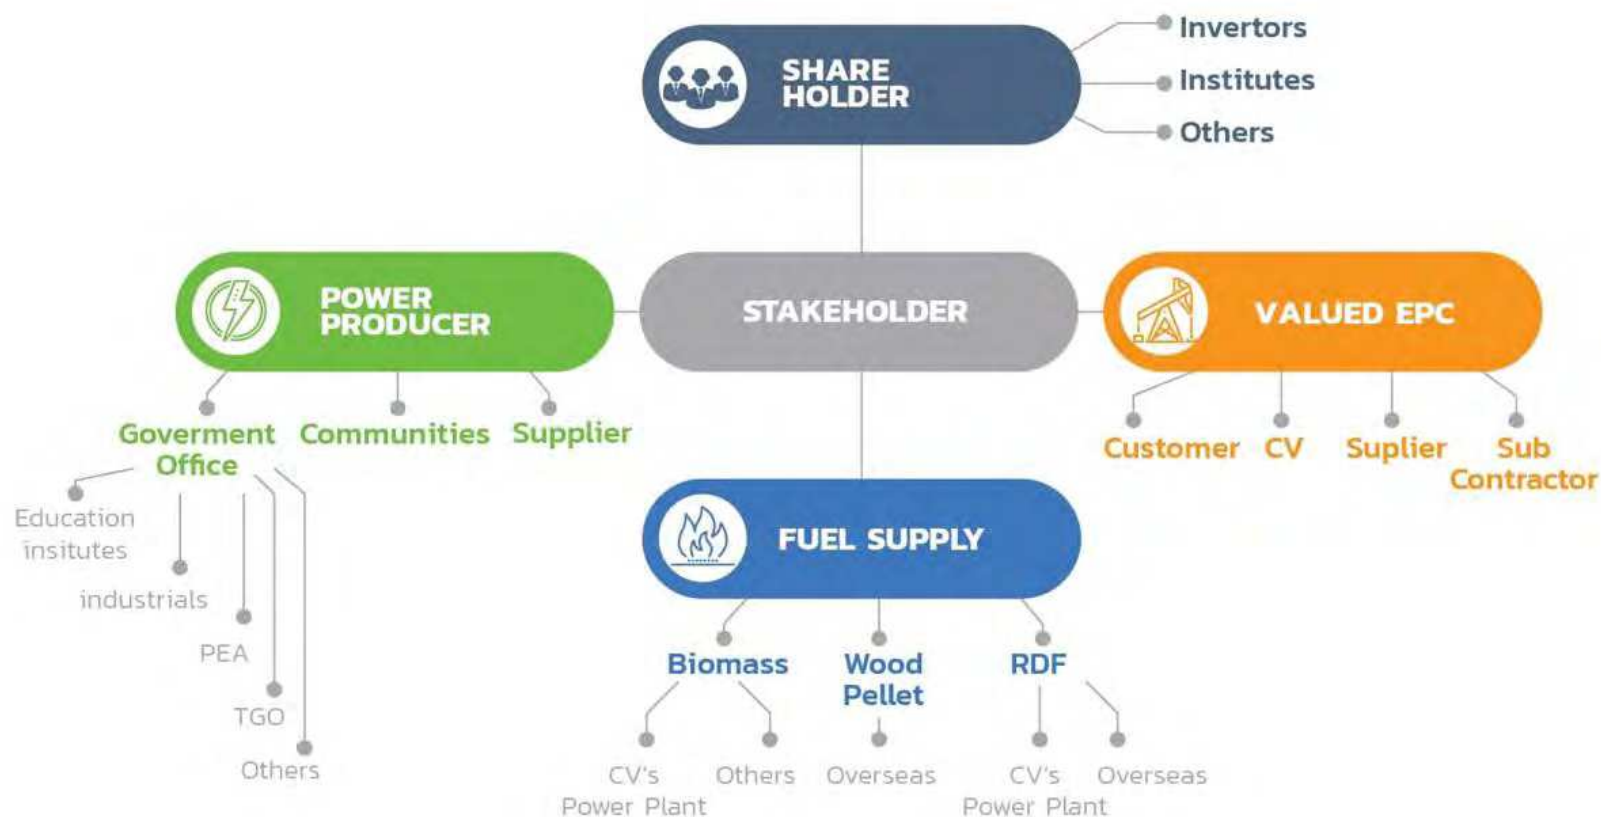 SHARE
HOLDER
Invertors
Institutes
Others
POWER
PRODUCER
STAKEHOLDER
VALUED EPC
Goverment
Office
Communities
Supplier
Education
insitutes
industrials
PEA
TGO
Others
Customer
CV
Suplier
Sub
Contractor
FUEL SUPPLY
Biomass
Wood
Pellet
RDF
CV's
Power Plant
Others
Overseas
CV's
Power Plant
Overseas